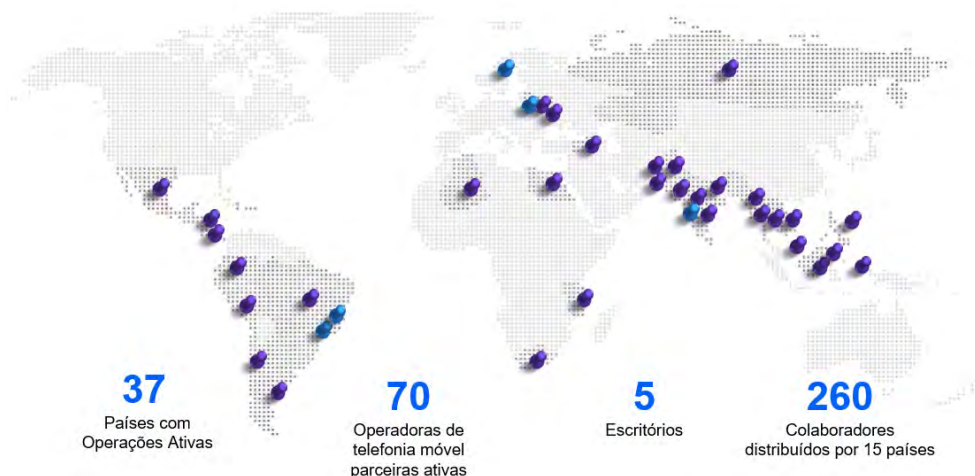 37
Países com
Operações Ativas
70
Operadoras de
telefonia móvel
parceiras ativas
5
Escritórios
260
Colaboradores
distribuídos por 15 países